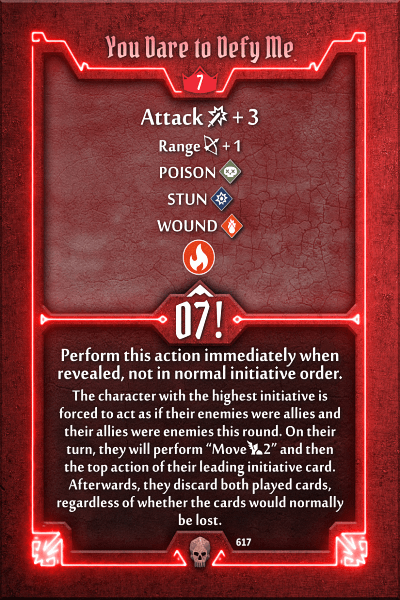 You Dare to Defy Me
7
Attack + 3
Range + 1
POISON
STUN
WOUND
07!
Perform this action immediately when
revealed, not in normal initiative order.
The character with the highest initiative is
forced to act as if their enemies were allies and
their allies were enemies this round. On their
turn, they will perform “Move 2” and then
the top action of their leading initiative card.
Afterwards, they discard both played cards,
regardless of whether the cards would normally
be lost.
617